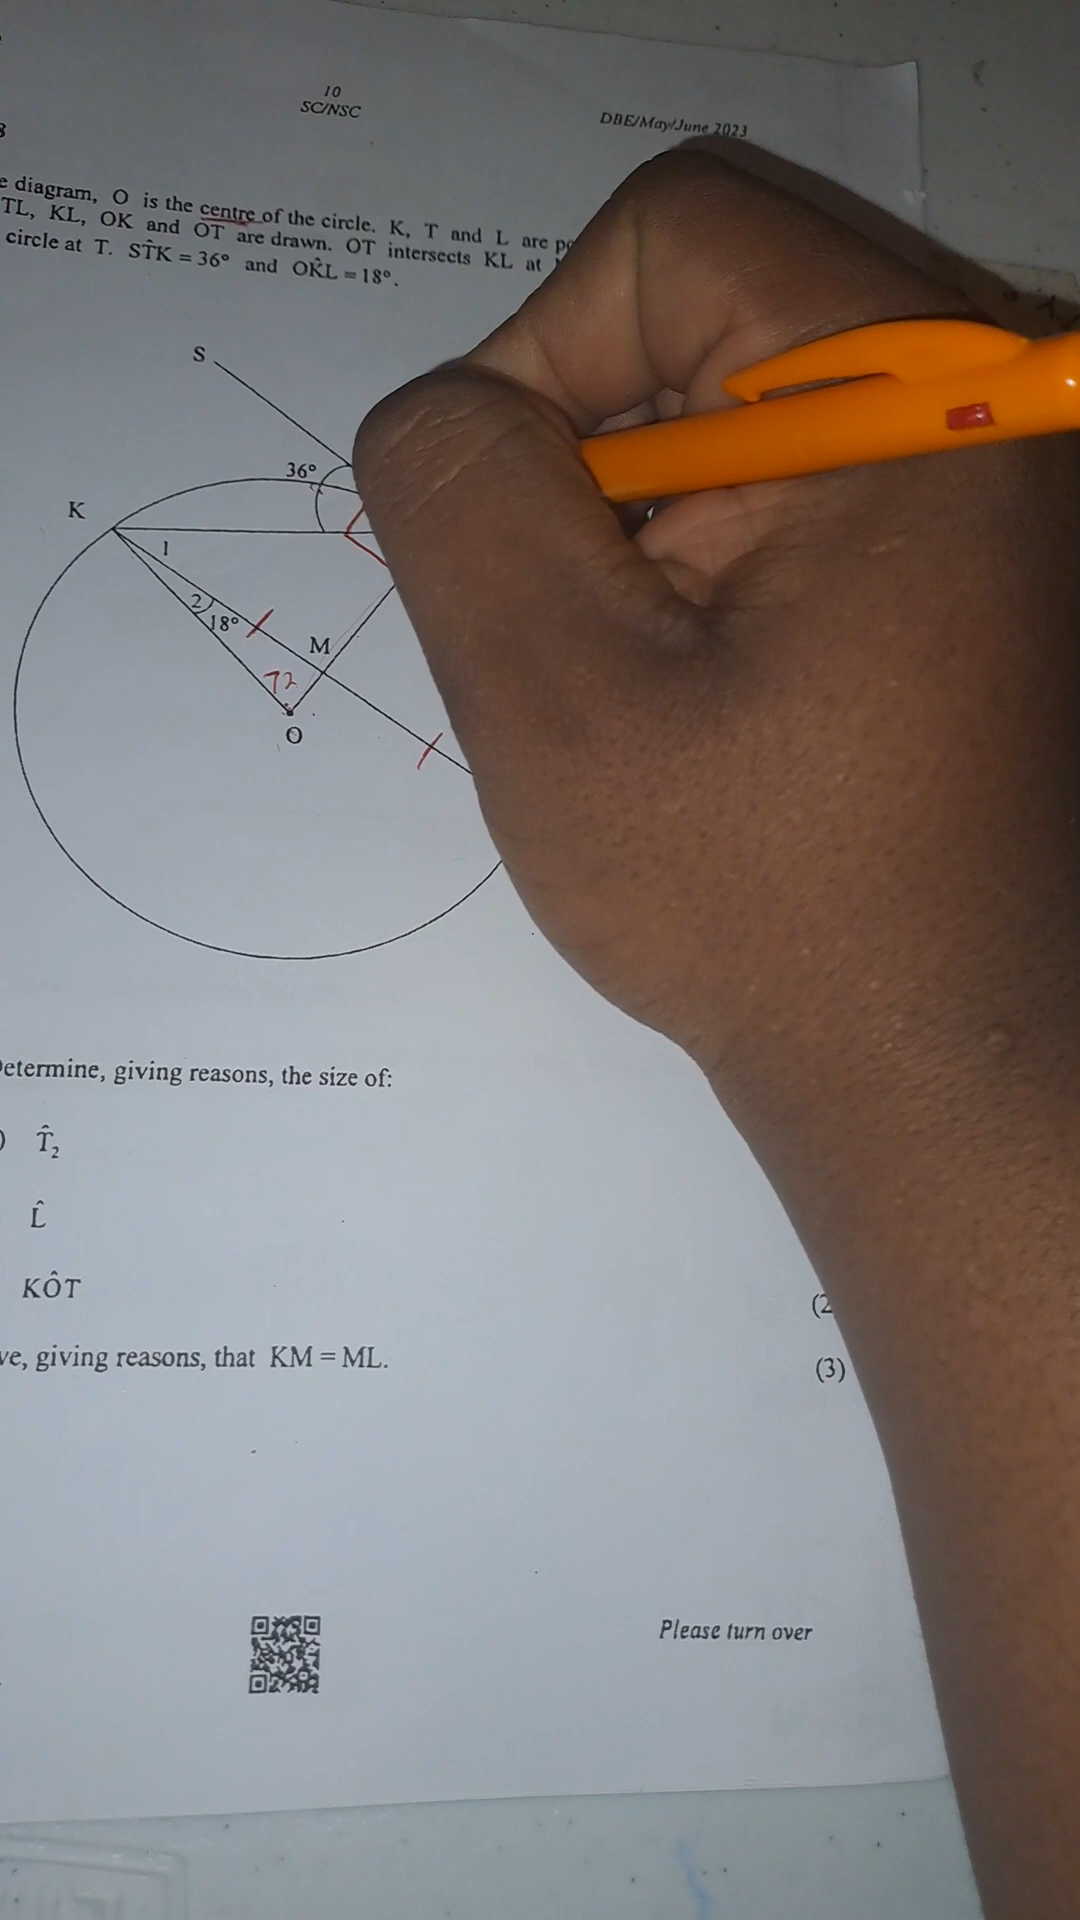 10
SC/NSC
DBE/May/June 2023
diagram, O is the centre of the circle. K, T and L are
TL, KL, OK and OT are drawn. OT intersects KL at
circle at T. ST̂K = 36° and OK̂L = 18°.
S
36°
K
1
2
18°
M
72
O
etermine, giving reasons, the size of:
T̂₂
L̂
KÔT
(2
ve, giving reasons, that KM = ML.
(3)
Please turn over